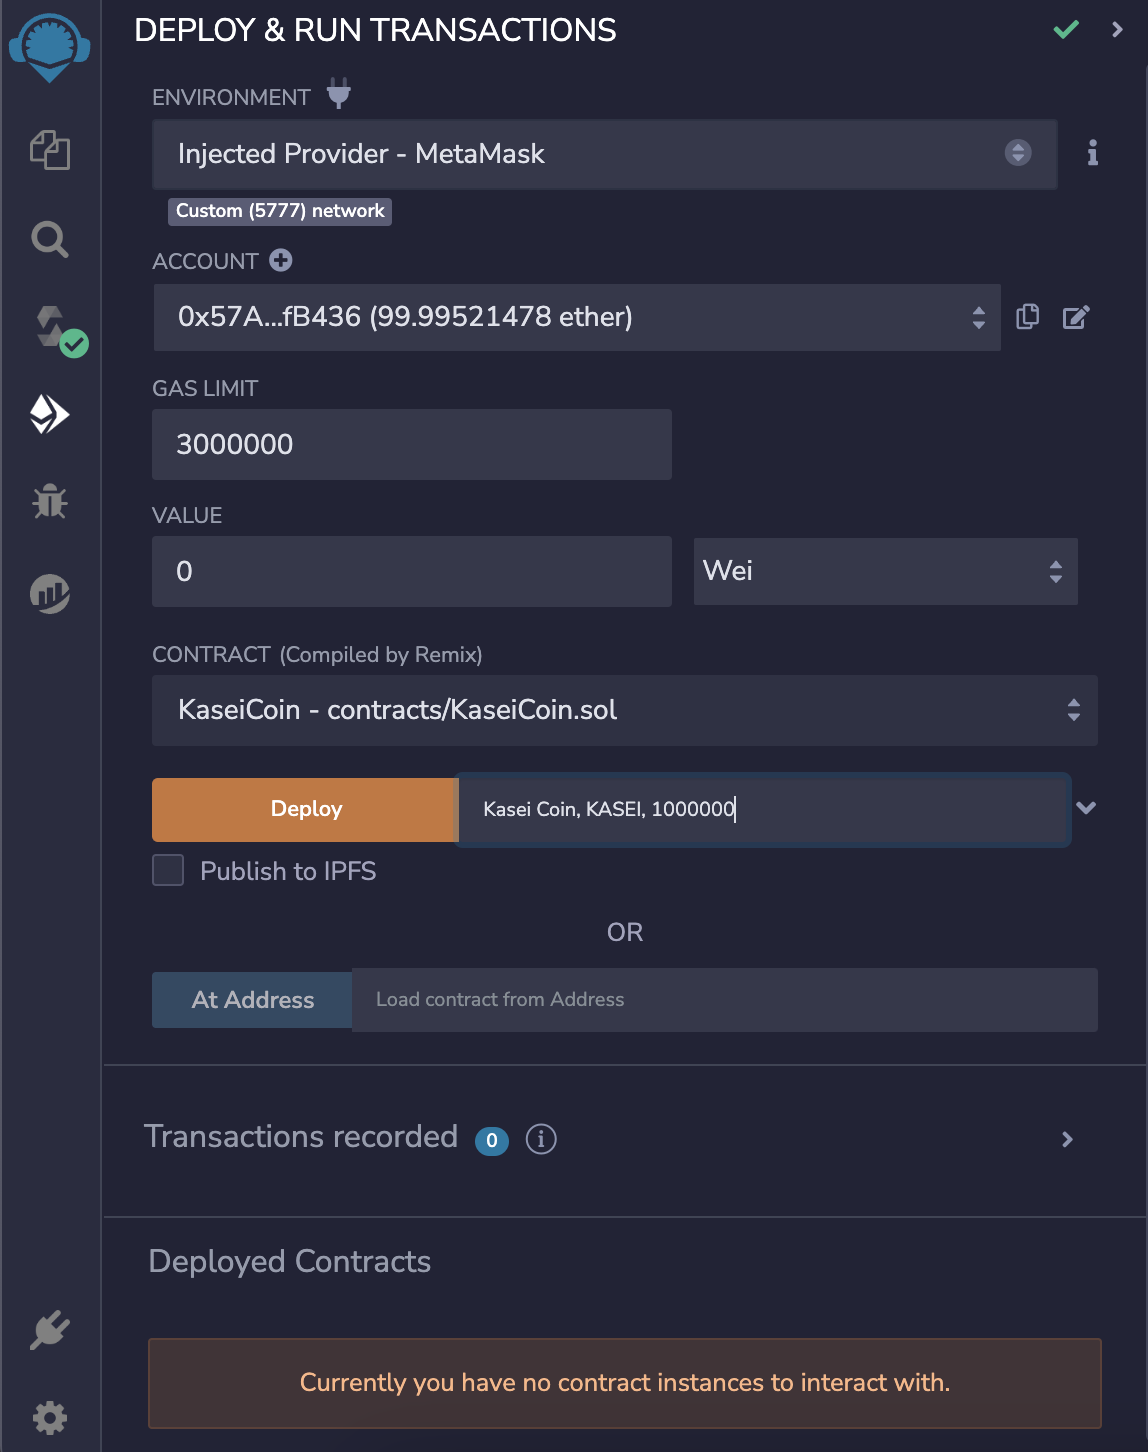 DEPLOY & RUN TRANSACTIONS
ENVIRONMENT
Injected Provider - MetaMask
Custom (5777) network
ACCOUNT
0x57A...fB436 (99.99521478 ether)
GAS LIMIT
3000000
VALUE
0
Wei
CONTRACT (Compiled by Remix)
KaseiCoin - contracts/KaseiCoin.sol
Deploy
Kasei Coin, KASEI, 1000000
Publish to IPFS
OR
At Address
Load contract from Address
Transactions recorded 0
Deployed Contracts
Currently you have no contract instances to interact with.